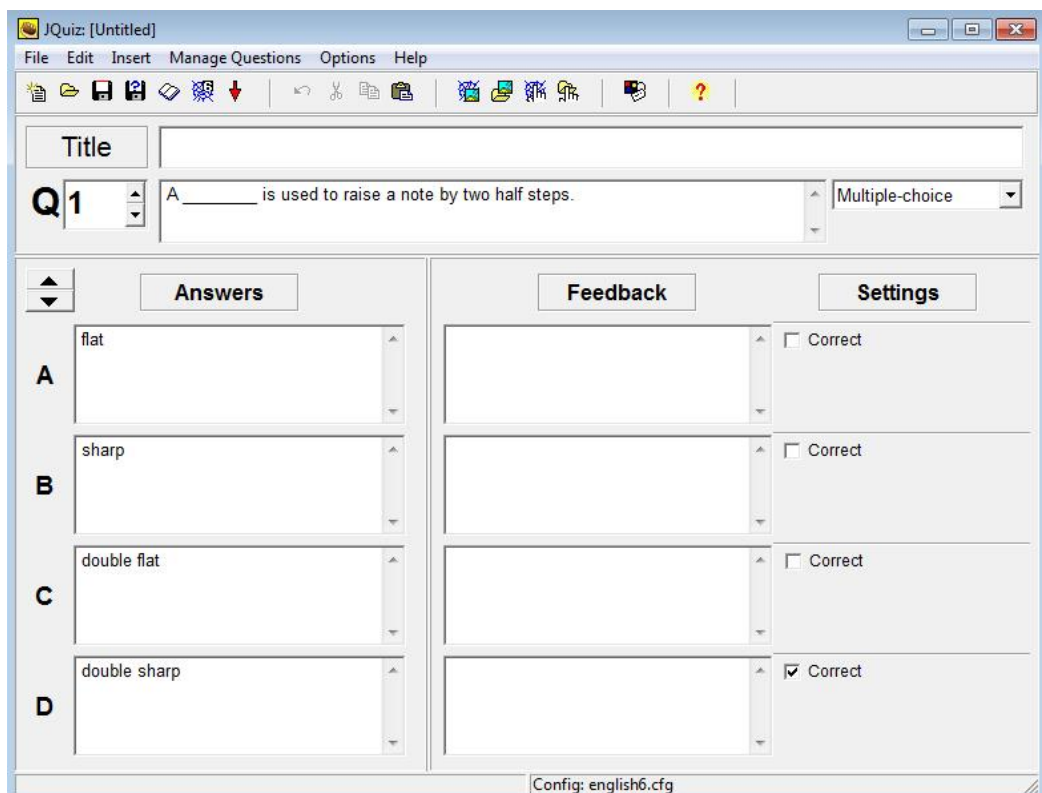 JQuiz: [Untitled]
File Edit Insert Manage Questions Options Help
?
Title
Q 1 A ________ is used to raise a note by two half steps. Multiple-choice
Answers Feedback Settings
A flat Correct
B sharp Correct
C double flat Correct
D double sharp Correct
Config: english6.cfg